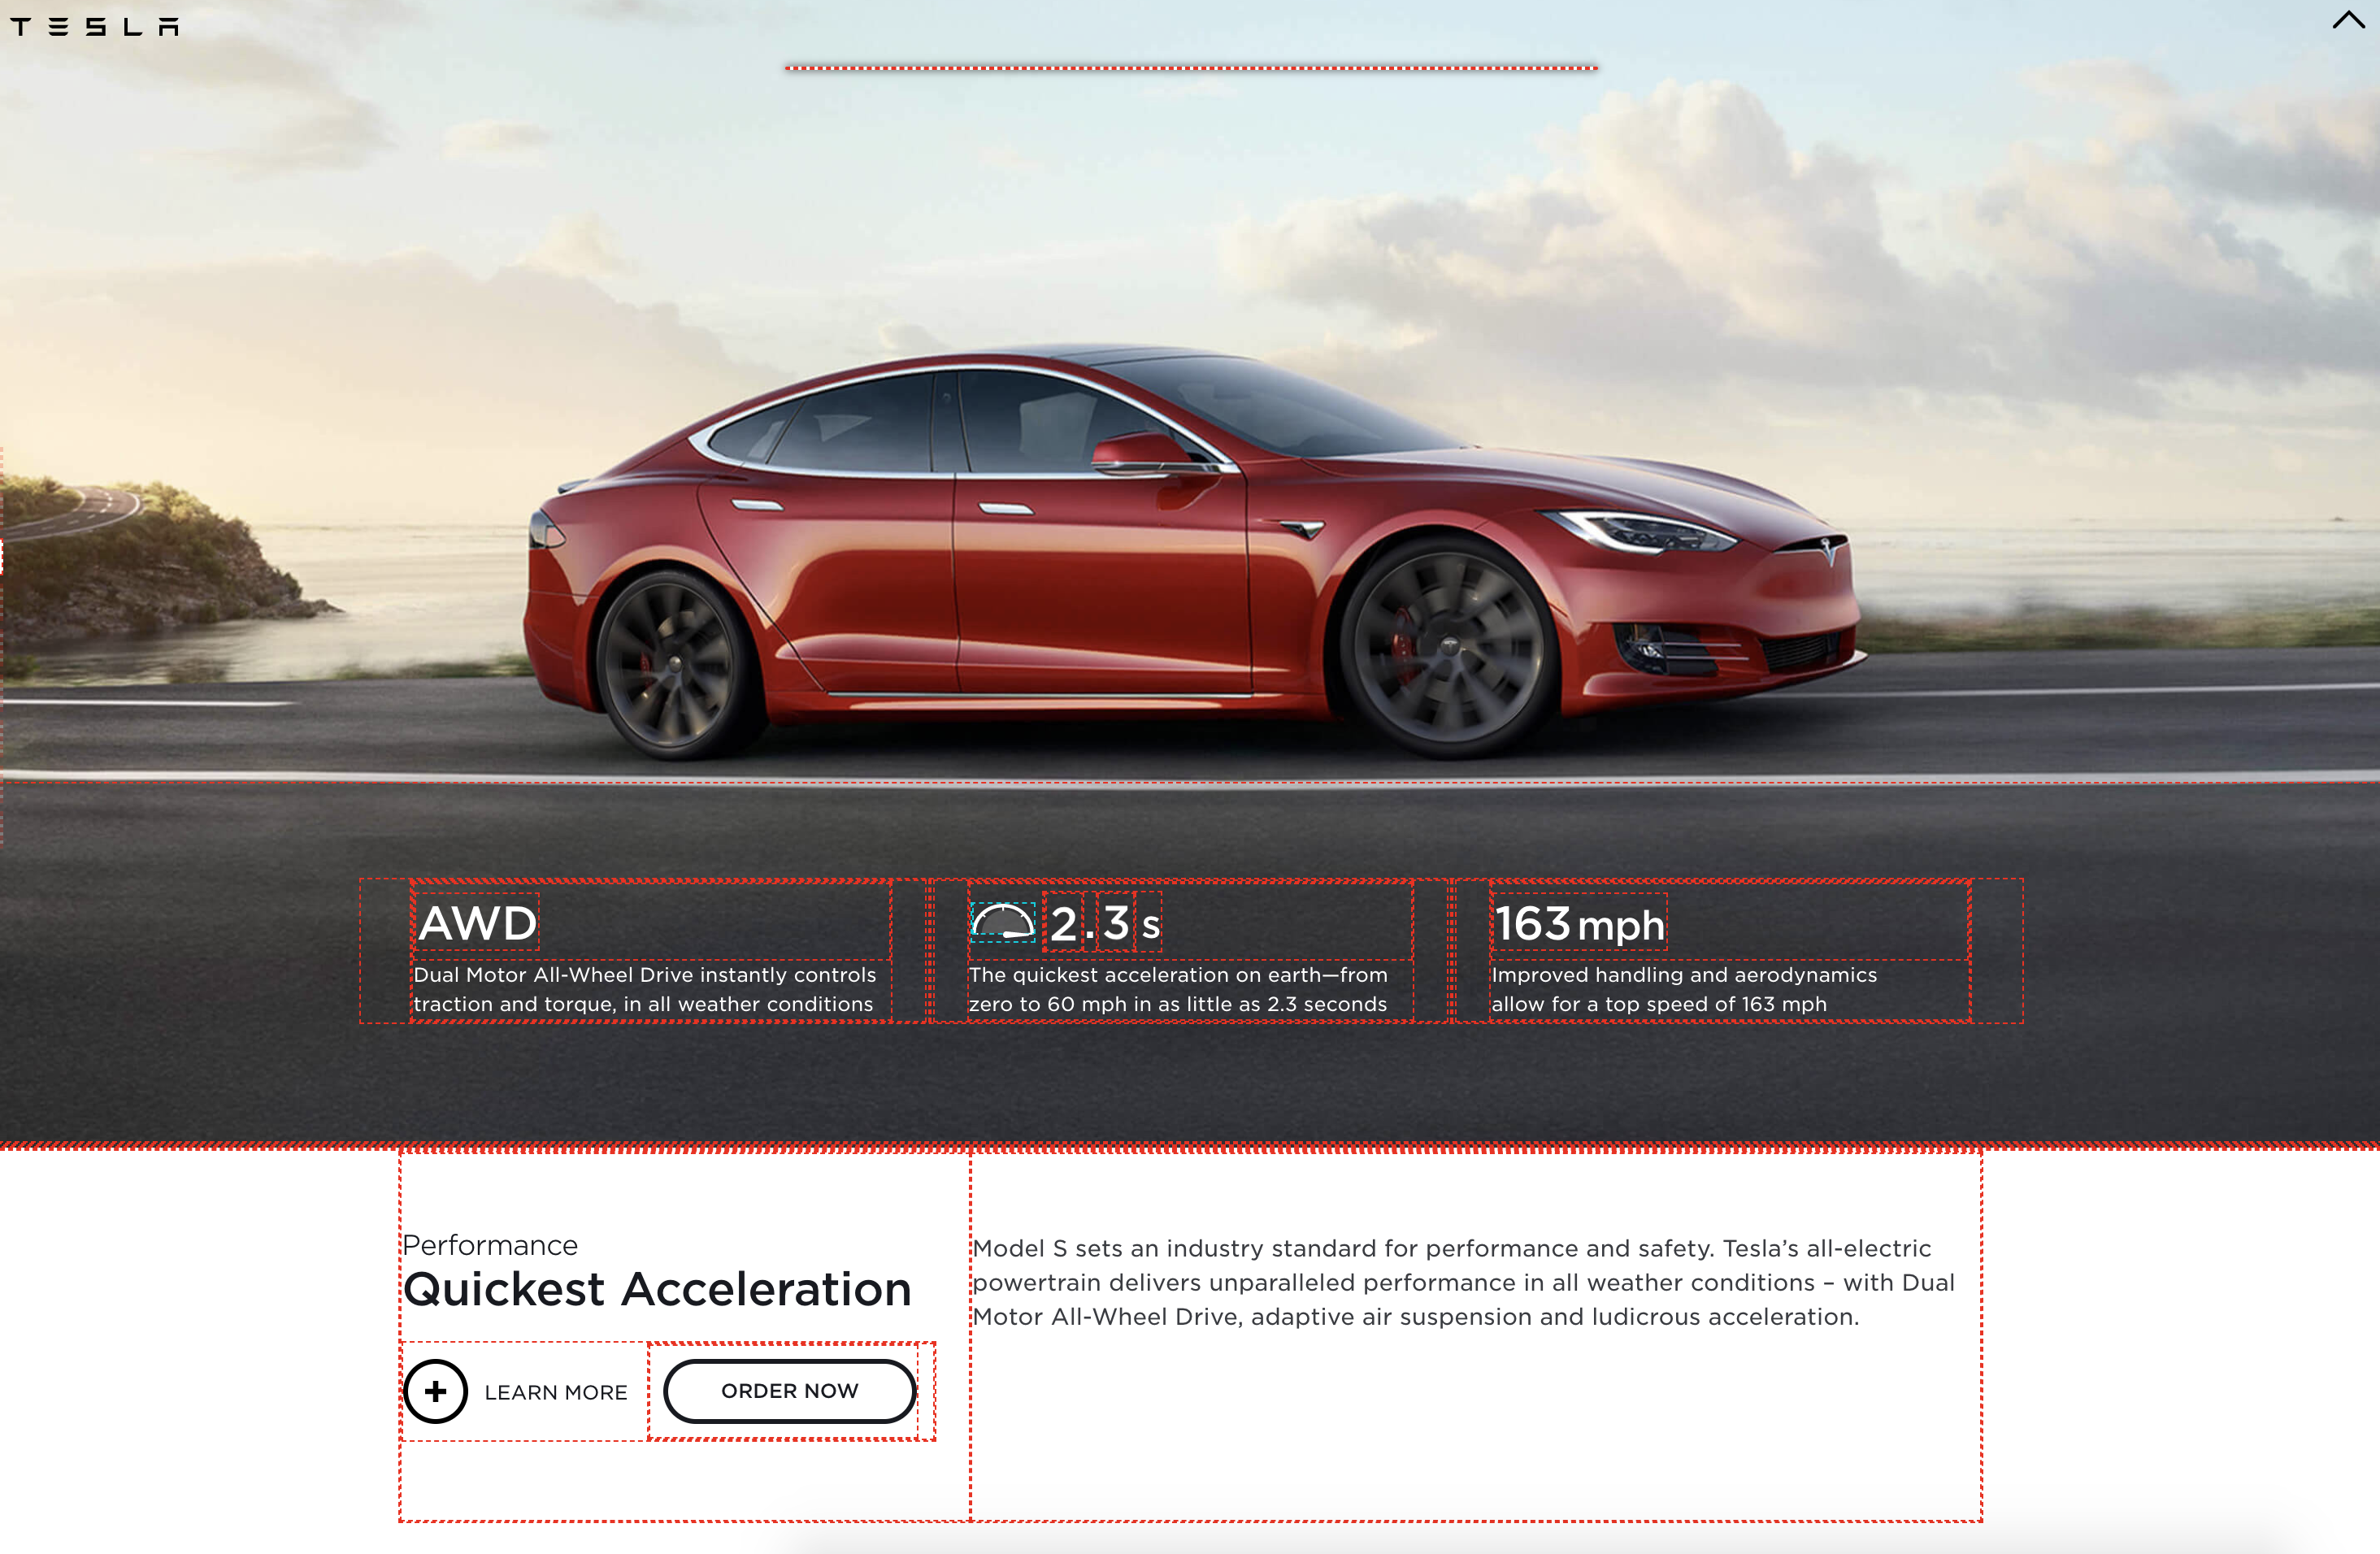 TESLA
AWD
Dual Motor All-Wheel Drive instantly controls
traction and torque, in all weather conditions
2.3 s
The quickest acceleration on earth—from
zero to 60 mph in as little as 2.3 seconds
163 mph
Improved handling and aerodynamics
allow for a top speed of 163 mph
Performance
Quickest Acceleration
LEARN MORE
ORDER NOW
Model S sets an industry standard for performance and safety. Tesla’s all-electric
powertrain delivers unparalleled performance in all weather conditions – with Dual
Motor All-Wheel Drive, adaptive air suspension and ludicrous acceleration.